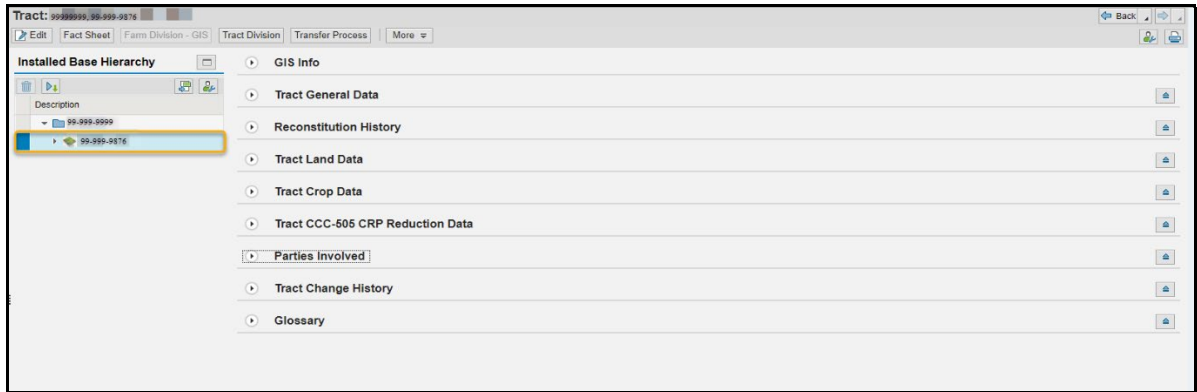 Tract: 99999999, 99-999-9876
Back
Edit Fact Sheet Farm Division - GIS Tract Division Transfer Process More
Installed Base Hierarchy
GIS Info
Description
Tract General Data
99-999-9999
Reconstitution History
99-999-9876
Tract Land Data
Tract Crop Data
Tract CCC-505 CRP Reduction Data
Parties Involved
Tract Change History
Glossary